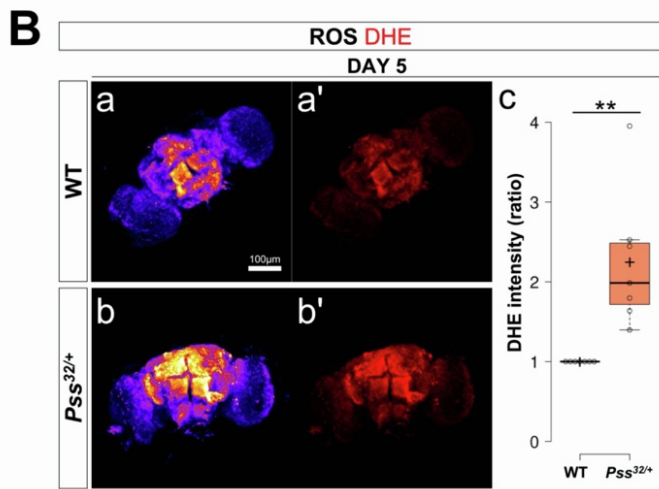 B
ROS DHE
DAY 5
WT
a
a'
100µm
Pss32/+
b
b'
c
**
DHE intensity (ratio)
4
3
2
1
0
WT
Pss32/+